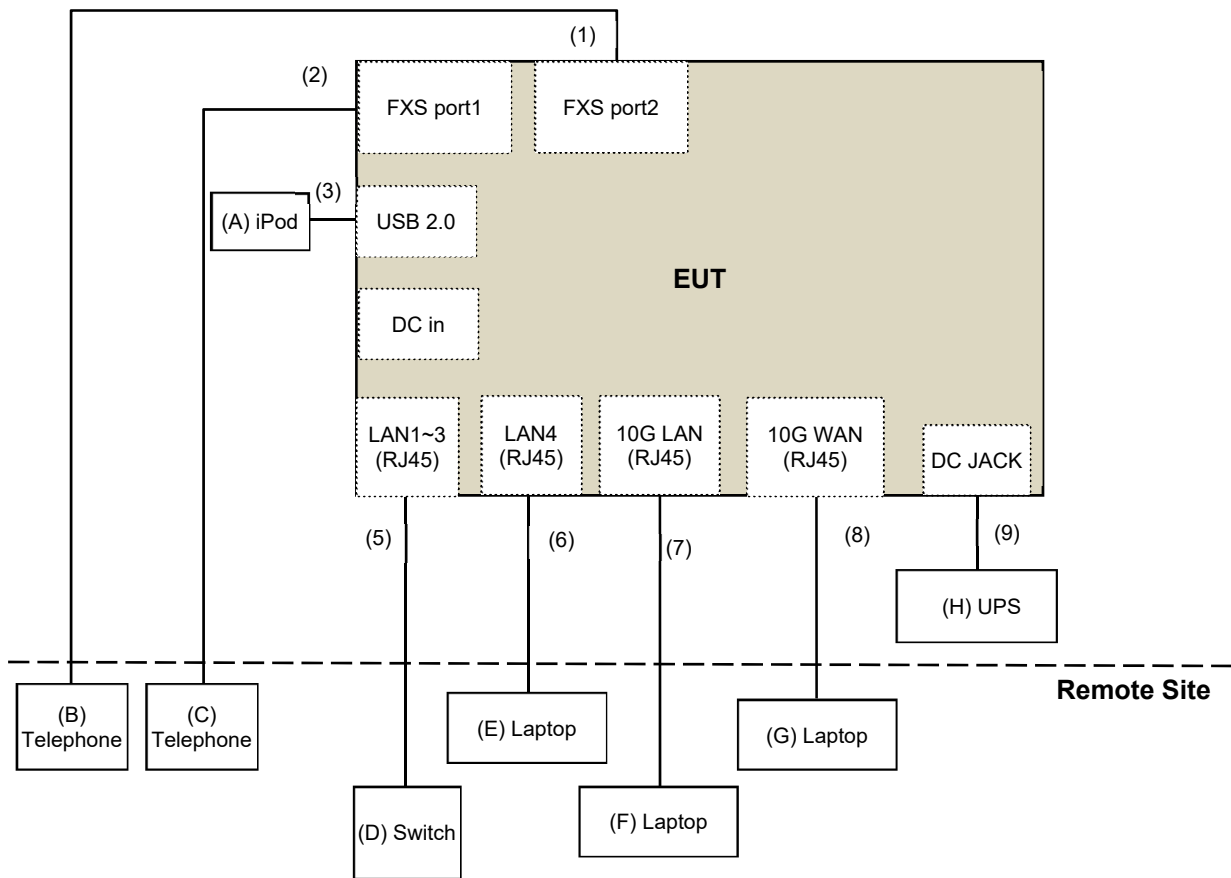 (1)
(2)
FXS port1
FXS port2
(3)
(A) iPod
USB 2.0
EUT
DC in
LAN1~3
(RJ45)
LAN4
(RJ45)
10G LAN
(RJ45)
10G WAN
(RJ45)
DC JACK
(5)
(6)
(7)
(8)
(9)
(H) UPS
Remote Site
(B)
Telephone
(C)
Telephone
(E) Laptop
(G) Laptop
(D) Switch
(F) Laptop